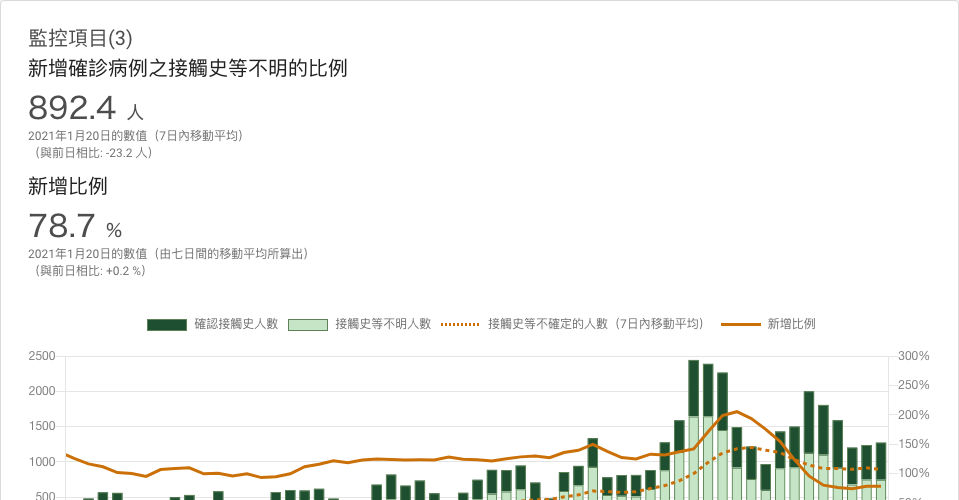 監控項目(3)
新增確診病例之接觸史等不明的比例
892.4 人
2021年1月20日的數值（7日內移動平均）
（與前日相比: -23.2 人）
新增比例
78.7 %
2021年1月20日的數值（由七日間的移動平均所算出）
（與前日相比: +0.2 %）
確認接觸史人數 接觸史等不明人數 接觸史等不確定的人數（7日內移動平均） 新增比例
2500 300%
250%
2000
200%
1500
150%
1000
100%
500